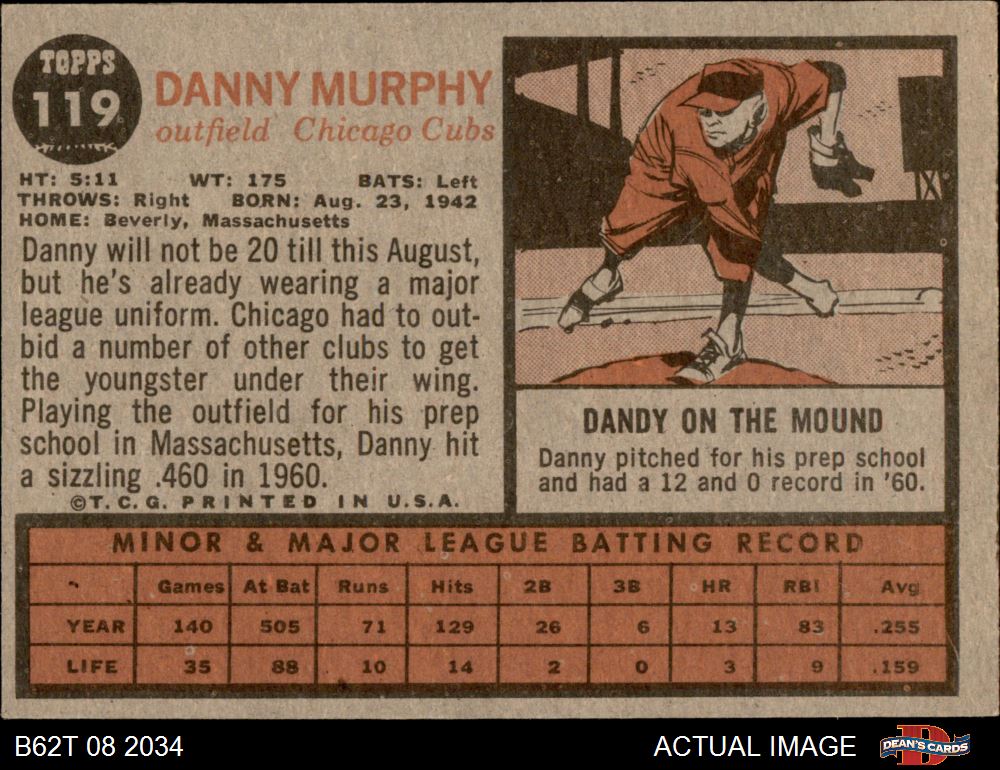 TOPPS
119
DANNY MURPHY
outfield Chicago Cubs
HT: 5:11 WT: 175 BATS: Left
THROWS: Right BORN: Aug. 23, 1942
HOME: Beverly, Massachusetts
Danny will not be 20 till this August,
but he's already wearing a major
league uniform. Chicago had to out-
bid a number of other clubs to get
the youngster under their wing.
Playing the outfield for his prep
school in Massachusetts, Danny hit
a sizzling .460 in 1960.
©T.C.G. PRINTED IN U.S.A.
DANDY ON THE MOUND
Danny pitched for his prep school
and had a 12 and 0 record in '60.
MINOR & MAJOR LEAGUE BATTING RECORD
Games At Bat Runs Hits 2B 3B HR RBI Avg
YEAR 140 505 71 129 26 6 13 83 .255
LIFE 35 88 10 14 2 0 3 9 .159
B62T 08 2034 ACTUAL IMAGE DEAN'S CARDS